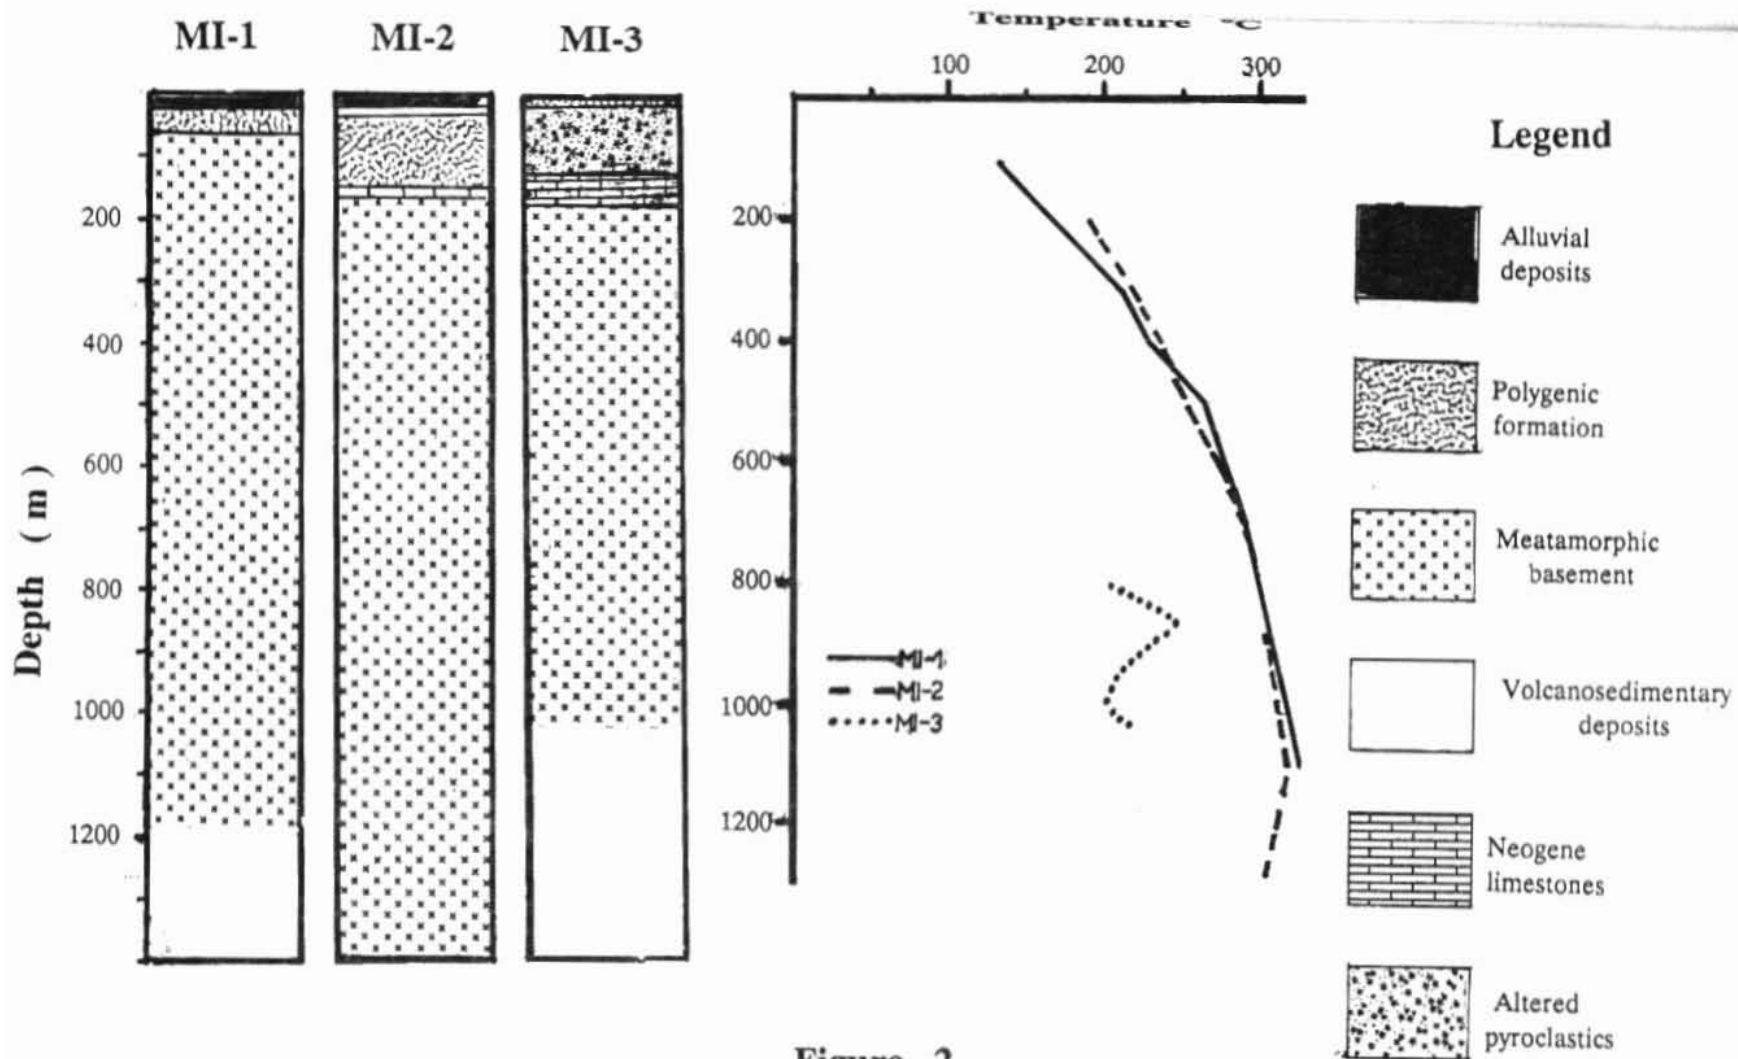 MI-1 MI-2 MI-3
Temperature °C
100 200 300
200
400
600
800
1000
1200
Depth ( m )
200
400
600
800
1000
1200
MI-1
MI-2
MI-3
Legend
Alluvial
deposits
Polygenic
formation
Meatamorphic
basement
Volcanosedimentary
deposits
Neogene
limestones
Altered
pyroclastics
Figure 2